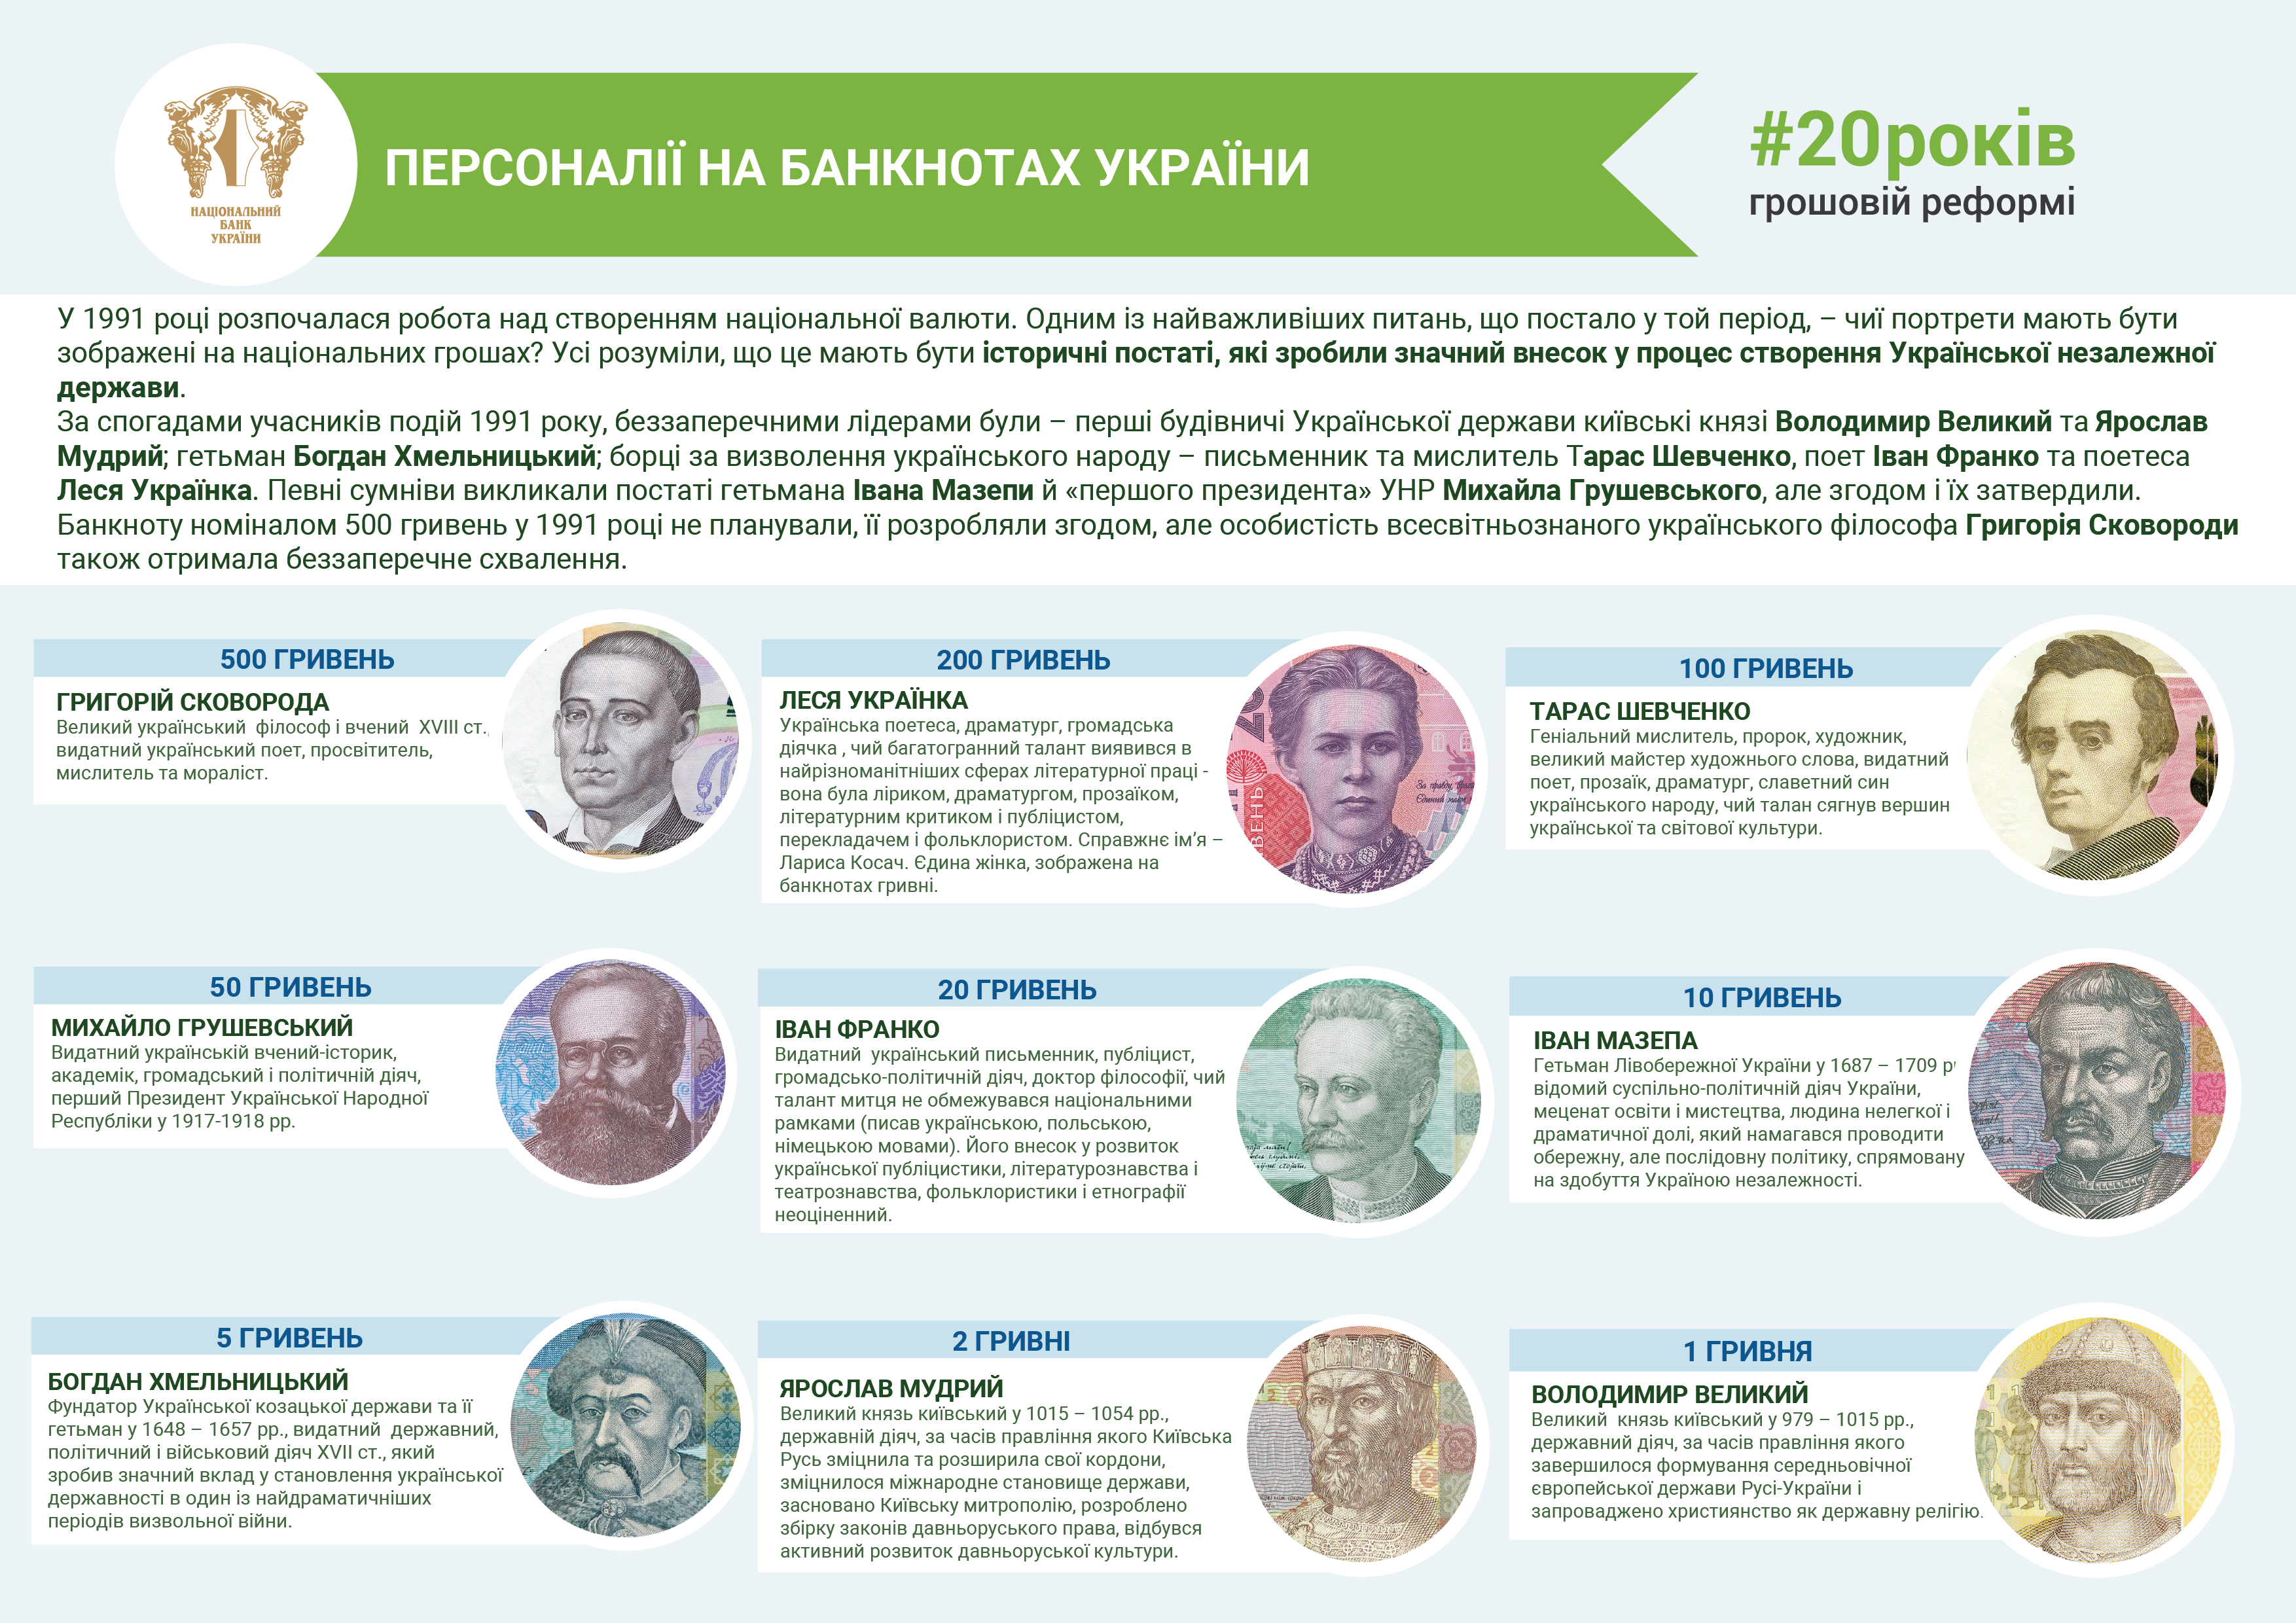 НАЦІОНАЛЬНИЙ
БАНК
УКРАЇНИ
ПЕРСОНАЛІЇ НА БАНКНОТАХ УКРАЇНИ
#20років
грошовій реформі
У 1991 році розпочалася робота над створенням національної валюти. Одним із найважливіших питань, що постало у той період, – чиї портрети мають бути
зображені на національних грошах? Усі розуміли, що це мають бути історичні постаті, які зробили значний внесок у процес створення Української незалежної
держави.
За спогадами учасників подій 1991 року, беззаперечними лідерами були – перші будівничі Української держави київські князі Володимир Великий та Ярослав
Мудрий; гетьман Богдан Хмельницький; борці за визволення українського народу – письменник та мислитель Тарас Шевченко, поет Іван Франко та поетеса
Леся Українка. Певні сумніви викликали постаті гетьмана Івана Мазепи й «першого президента» УНР Михайла Грушевського, але згодом і їх затвердили.
Банкноту номіналом 500 гривень у 1991 році не планували, її розробляли згодом, але особистість всесвітньознаного українського філософа Григорія Сковороди
також отримала беззаперечне схвалення.
500 ГРИВЕНЬ
ГРИГОРІЙ СКОВОРОДА
Великий український філософ і вчений XVIII ст.,
видатний український поет, просвітитель,
мислитель та мораліст.
200 ГРИВЕНЬ
ЛЕСЯ УКРАЇНКА
Українська поетеса, драматург, громадська
діячка , чий багатогранний талант виявився в
найрізноманітніших сферах літературної праці -
вона була ліриком, драматургом, прозаїком,
літературним критиком і публіцистом,
перекладачем і фольклористом. Справжнє ім’я –
Лариса Косач. Єдина жінка, зображена на
банкнотах гривні.
100 ГРИВЕНЬ
ТАРАС ШЕВЧЕНКО
Геніальний мислитель, пророк, художник,
великий майстер художнього слова, видатний
поет, прозаїк, драматург, славетний син
українського народу, чий талан сягнув вершин
української та світової культури.
50 ГРИВЕНЬ
МИХАЙЛО ГРУШЕВСЬКИЙ
Видатний українській вчений-історик,
академік, громадський і політичній діяч,
перший Президент Української Народної
Республіки у 1917-1918 рр.
20 ГРИВЕНЬ
ІВАН ФРАНКО
Видатний український письменник, публіцист,
громадсько-політичній діяч, доктор філософії, чий
талант митця не обмежувався національними
рамками (писав українською, польською,
німецькою мовами). Його внесок у розвиток
української публіцистики, літературознавства і
театрознавства, фольклористики і етнографії
неоціненний.
10 ГРИВЕНЬ
ІВАН МАЗЕПА
Гетьман Лівобережної України у 1687 – 1709 р
відомий суспільно-політичній діяч України,
меценат освіти і мистецтва, людина нелегкої і
драматичної долі, який намагався проводити
обережну, але послідовну політику, спрямовану
на здобуття Україною незалежності.
5 ГРИВЕНЬ
БОГДАН ХМЕЛЬНИЦЬКИЙ
Фундатор Української козацької держави та її
гетьман у 1648 – 1657 рр., видатний державний,
політичний і військовий діяч XVII ст., який
зробив значний вклад у становлення української
державності в один із найдраматичніших
періодів визвольної війни.
2 ГРИВНІ
ЯРОСЛАВ МУДРИЙ
Великий князь київський у 1015 – 1054 рр.,
державній діяч, за часів правління якого Київська
Русь зміцнила та розширила свої кордони,
зміцнилося міжнародне становище держави,
засновано Київську митрополію, розроблено
збірку законів давньоруського права, відбувся
активний розвиток давньоруської культури.
1 ГРИВНЯ
ВОЛОДИМИР ВЕЛИКИЙ
Великий князь київський у 979 – 1015 рр.,
державний діяч, за часів правління якого
завершилося формування середньовічної
європейської держави Русі-України і
запроваджено християнство як державну релігію.